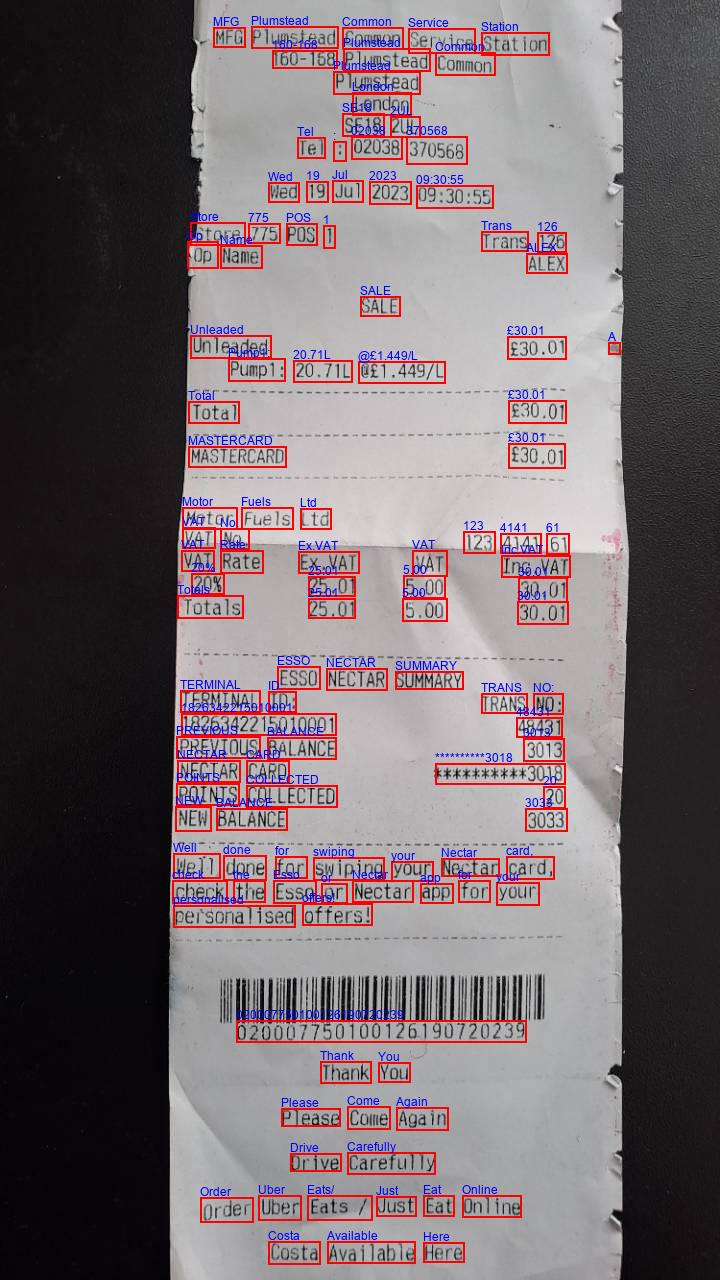 MFG Plumstead Common Service Station
160-168 Plumstead Common
Plumstead
London
SE18 2UL
Tel : 02038 370568
Wed 19 Jul 2023 09:30:55
Store 775 POS 1 Trans 126
Op Name ALEX
SALE
Unleaded £30.01
Pump1: 20.71L @£1.449/L
Total £30.01
MASTERCARD £30.01
Motor Fuels Ltd
VAT No. 123 4141 61
VAT Rate Ex.VAT VAT Inc.VAT
20% 25.01 5.00 30.01
Totals 25.01 5.00 30.01
ESSO NECTAR SUMMARY
TERMINAL ID: TRANS NO:
1826342215010001 48431
PREVIOUS BALANCE 3013
NECTAR CARD **********3018
POINTS COLLECTED 20
NEW BALANCE 3033
Well done for swiping your Nectar card,
check the Esso or Nectar app for your
personalised offers!
020007750100126190720239
Thank You
Please Come Again
Drive Carefully
Order Uber Eats / Just Eat Online
Costa Available Here